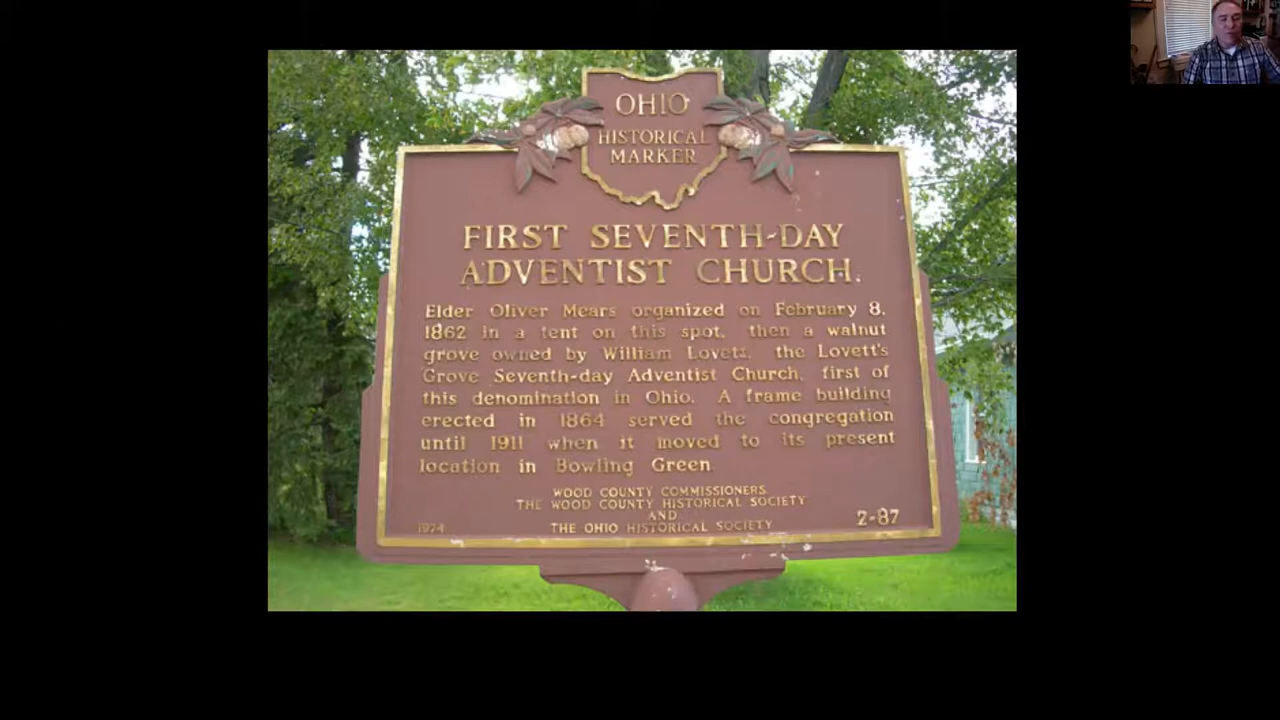 OHIO
HISTORICAL
MARKER
FIRST SEVENTH-DAY
ADVENTIST CHURCH.
Elder Oliver Mears organized on February 8,
1862 in a tent on this spot, then a walnut
grove owned by William Lovett, the Lovett's
Grove Seventh-day Adventist Church, first of
this denomination in Ohio. A frame building
erected in 1864 served the congregation
until 1911 when it moved to its present
location in Bowling Green.
WOOD COUNTY COMMISSIONERS
THE WOOD COUNTY HISTORICAL SOCIETY
AND
THE OHIO HISTORICAL SOCIETY
1974
2-87